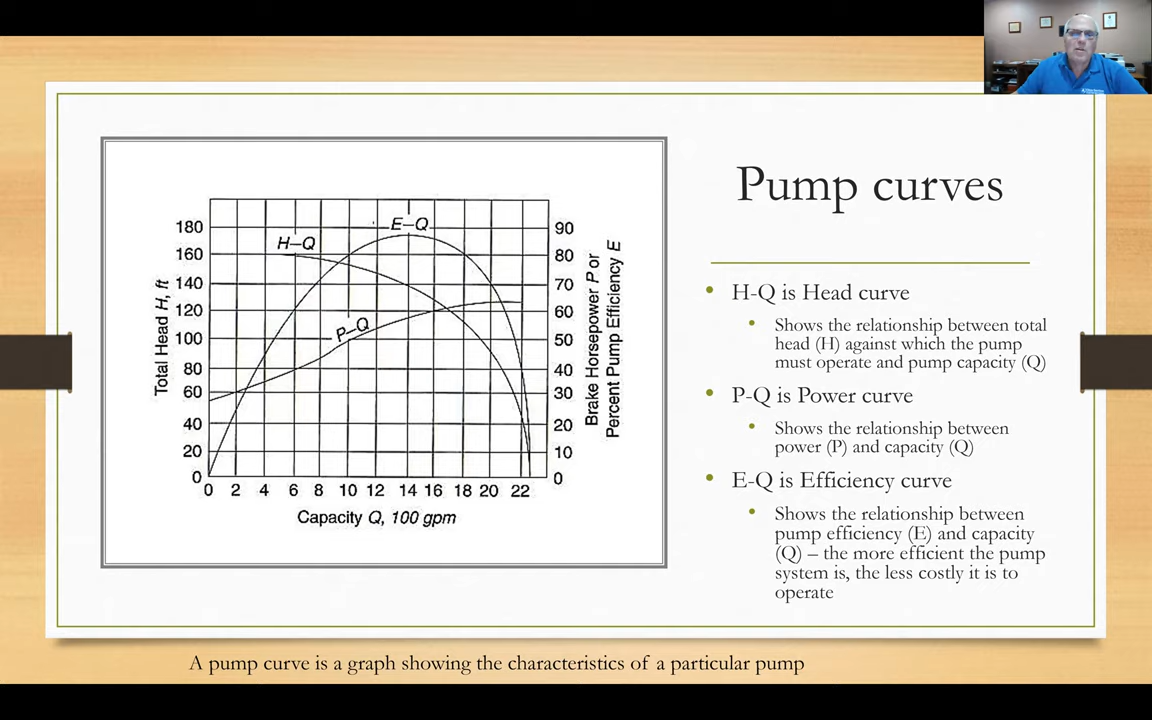 Pump curves
E–Q
H–Q
P–Q
180
160
140
120
100
80
60
40
20
0
Total Head H, ft
90
80
70
60
50
40
30
20
10
0
Brake Horsepower P or
Percent Pump Efficiency E
0 2 4 6 8 10 12 14 16 18 20 22
Capacity Q, 100 gpm
• H-Q is Head curve
• Shows the relationship between total
head (H) against which the pump
must operate and pump capacity (Q)
• P-Q is Power curve
• Shows the relationship between
power (P) and capacity (Q)
• E-Q is Efficiency curve
• Shows the relationship between
pump efficiency (E) and capacity
(Q) – the more efficient the pump
system is, the less costly it is to
operate
A pump curve is a graph showing the characteristics of a particular pump